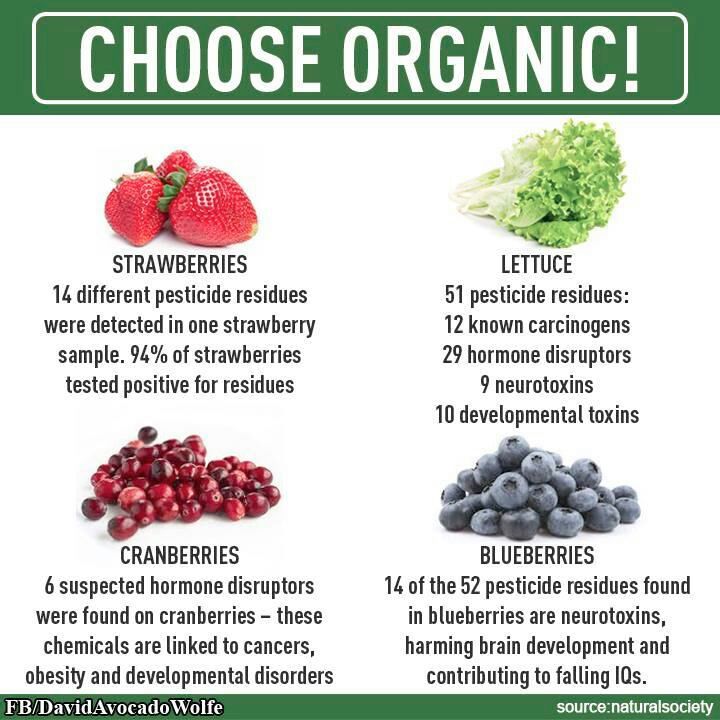 CHOOSE ORGANIC!
STRAWBERRIES
14 different pesticide residues
were detected in one strawberry
sample. 94% of strawberries
tested positive for residues
LETTUCE
51 pesticide residues:
12 known carcinogens
29 hormone disruptors
9 neurotoxins
10 developmental toxins
CRANBERRIES
6 suspected hormone disruptors
were found on cranberries – these
chemicals are linked to cancers,
obesity and developmental disorders
BLUEBERRIES
14 of the 52 pesticide residues found
in blueberries are neurotoxins,
harming brain development and
contributing to falling IQs.
FB/DavidAvocadoWolfe
source:naturalsociety